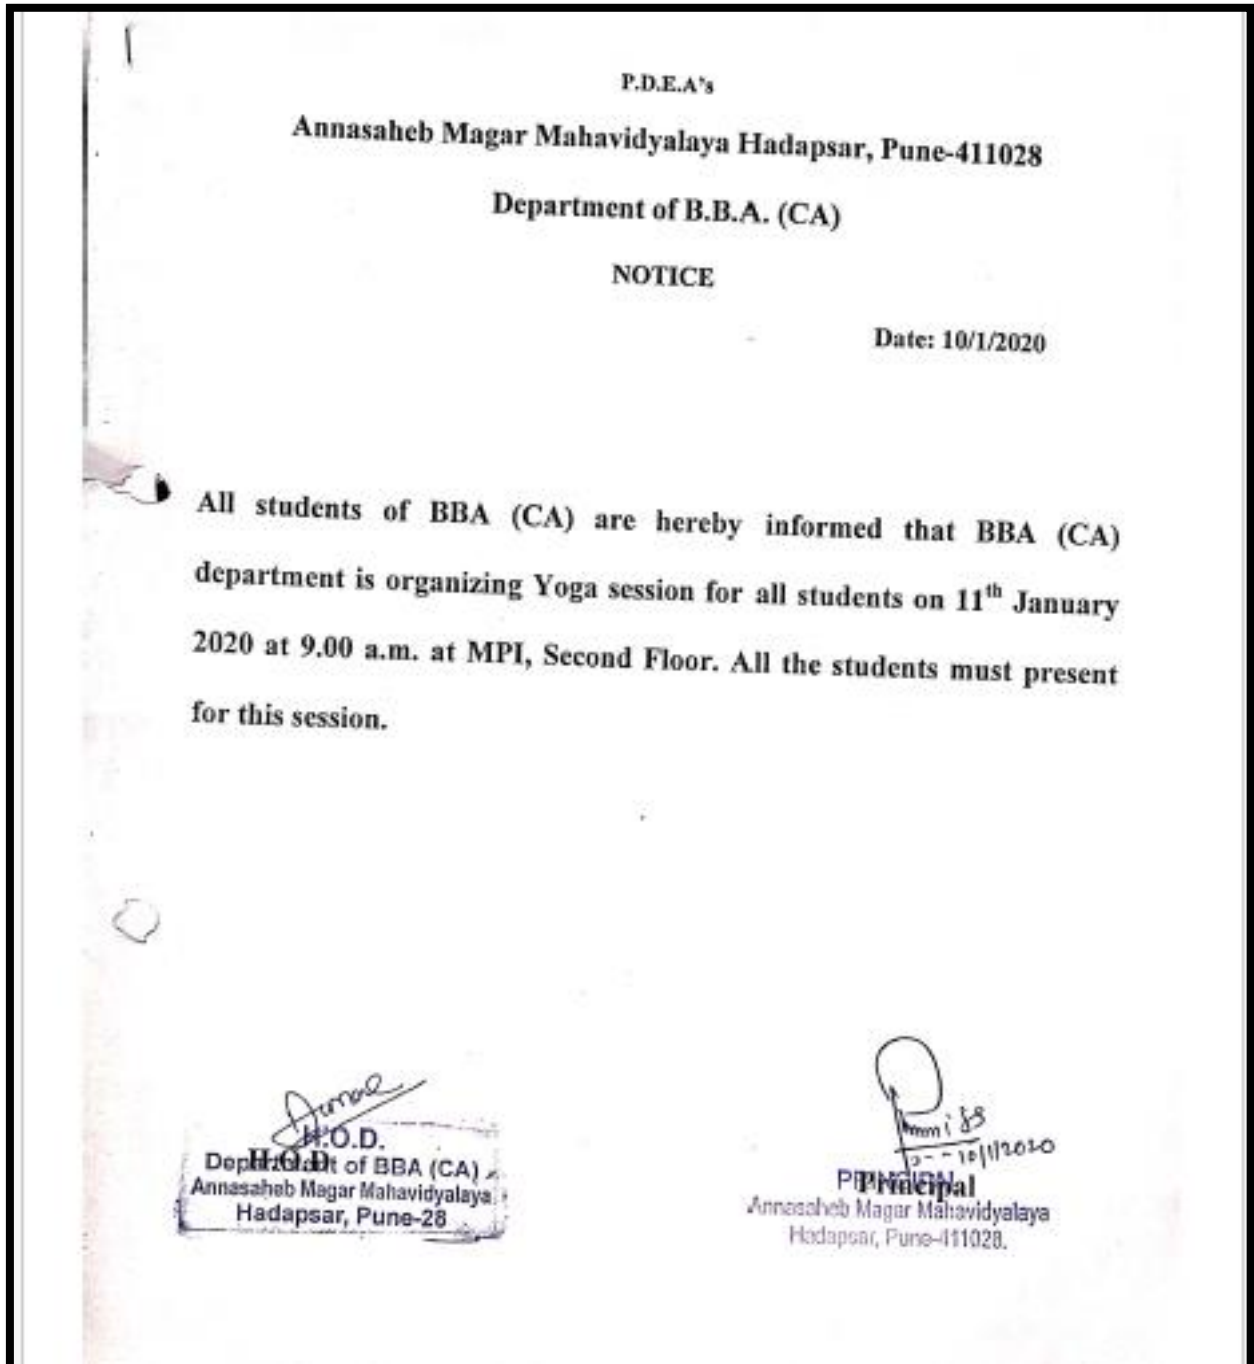 P.D.E.A's
Annasaheb Magar Mahavidyalaya Hadapsar, Pune-411028
Department of B.B.A. (CA)
NOTICE
Date: 10/1/2020
All students of BBA (CA) are hereby informed that BBA (CA)
department is organizing Yoga session for all students on 11th January
2020 at 9.00 a.m. at MPI, Second Floor. All the students must present
for this session.
H.O.D.
H.O.D
Department of BBA (CA)
Annasaheb Magar Mahavidyalaya
Hadapsar, Pune-28
10/1/2020
PRINCIPAL
Principal
Annasaheb Magar Mahavidyalaya
Hadapsar, Pune-411028.